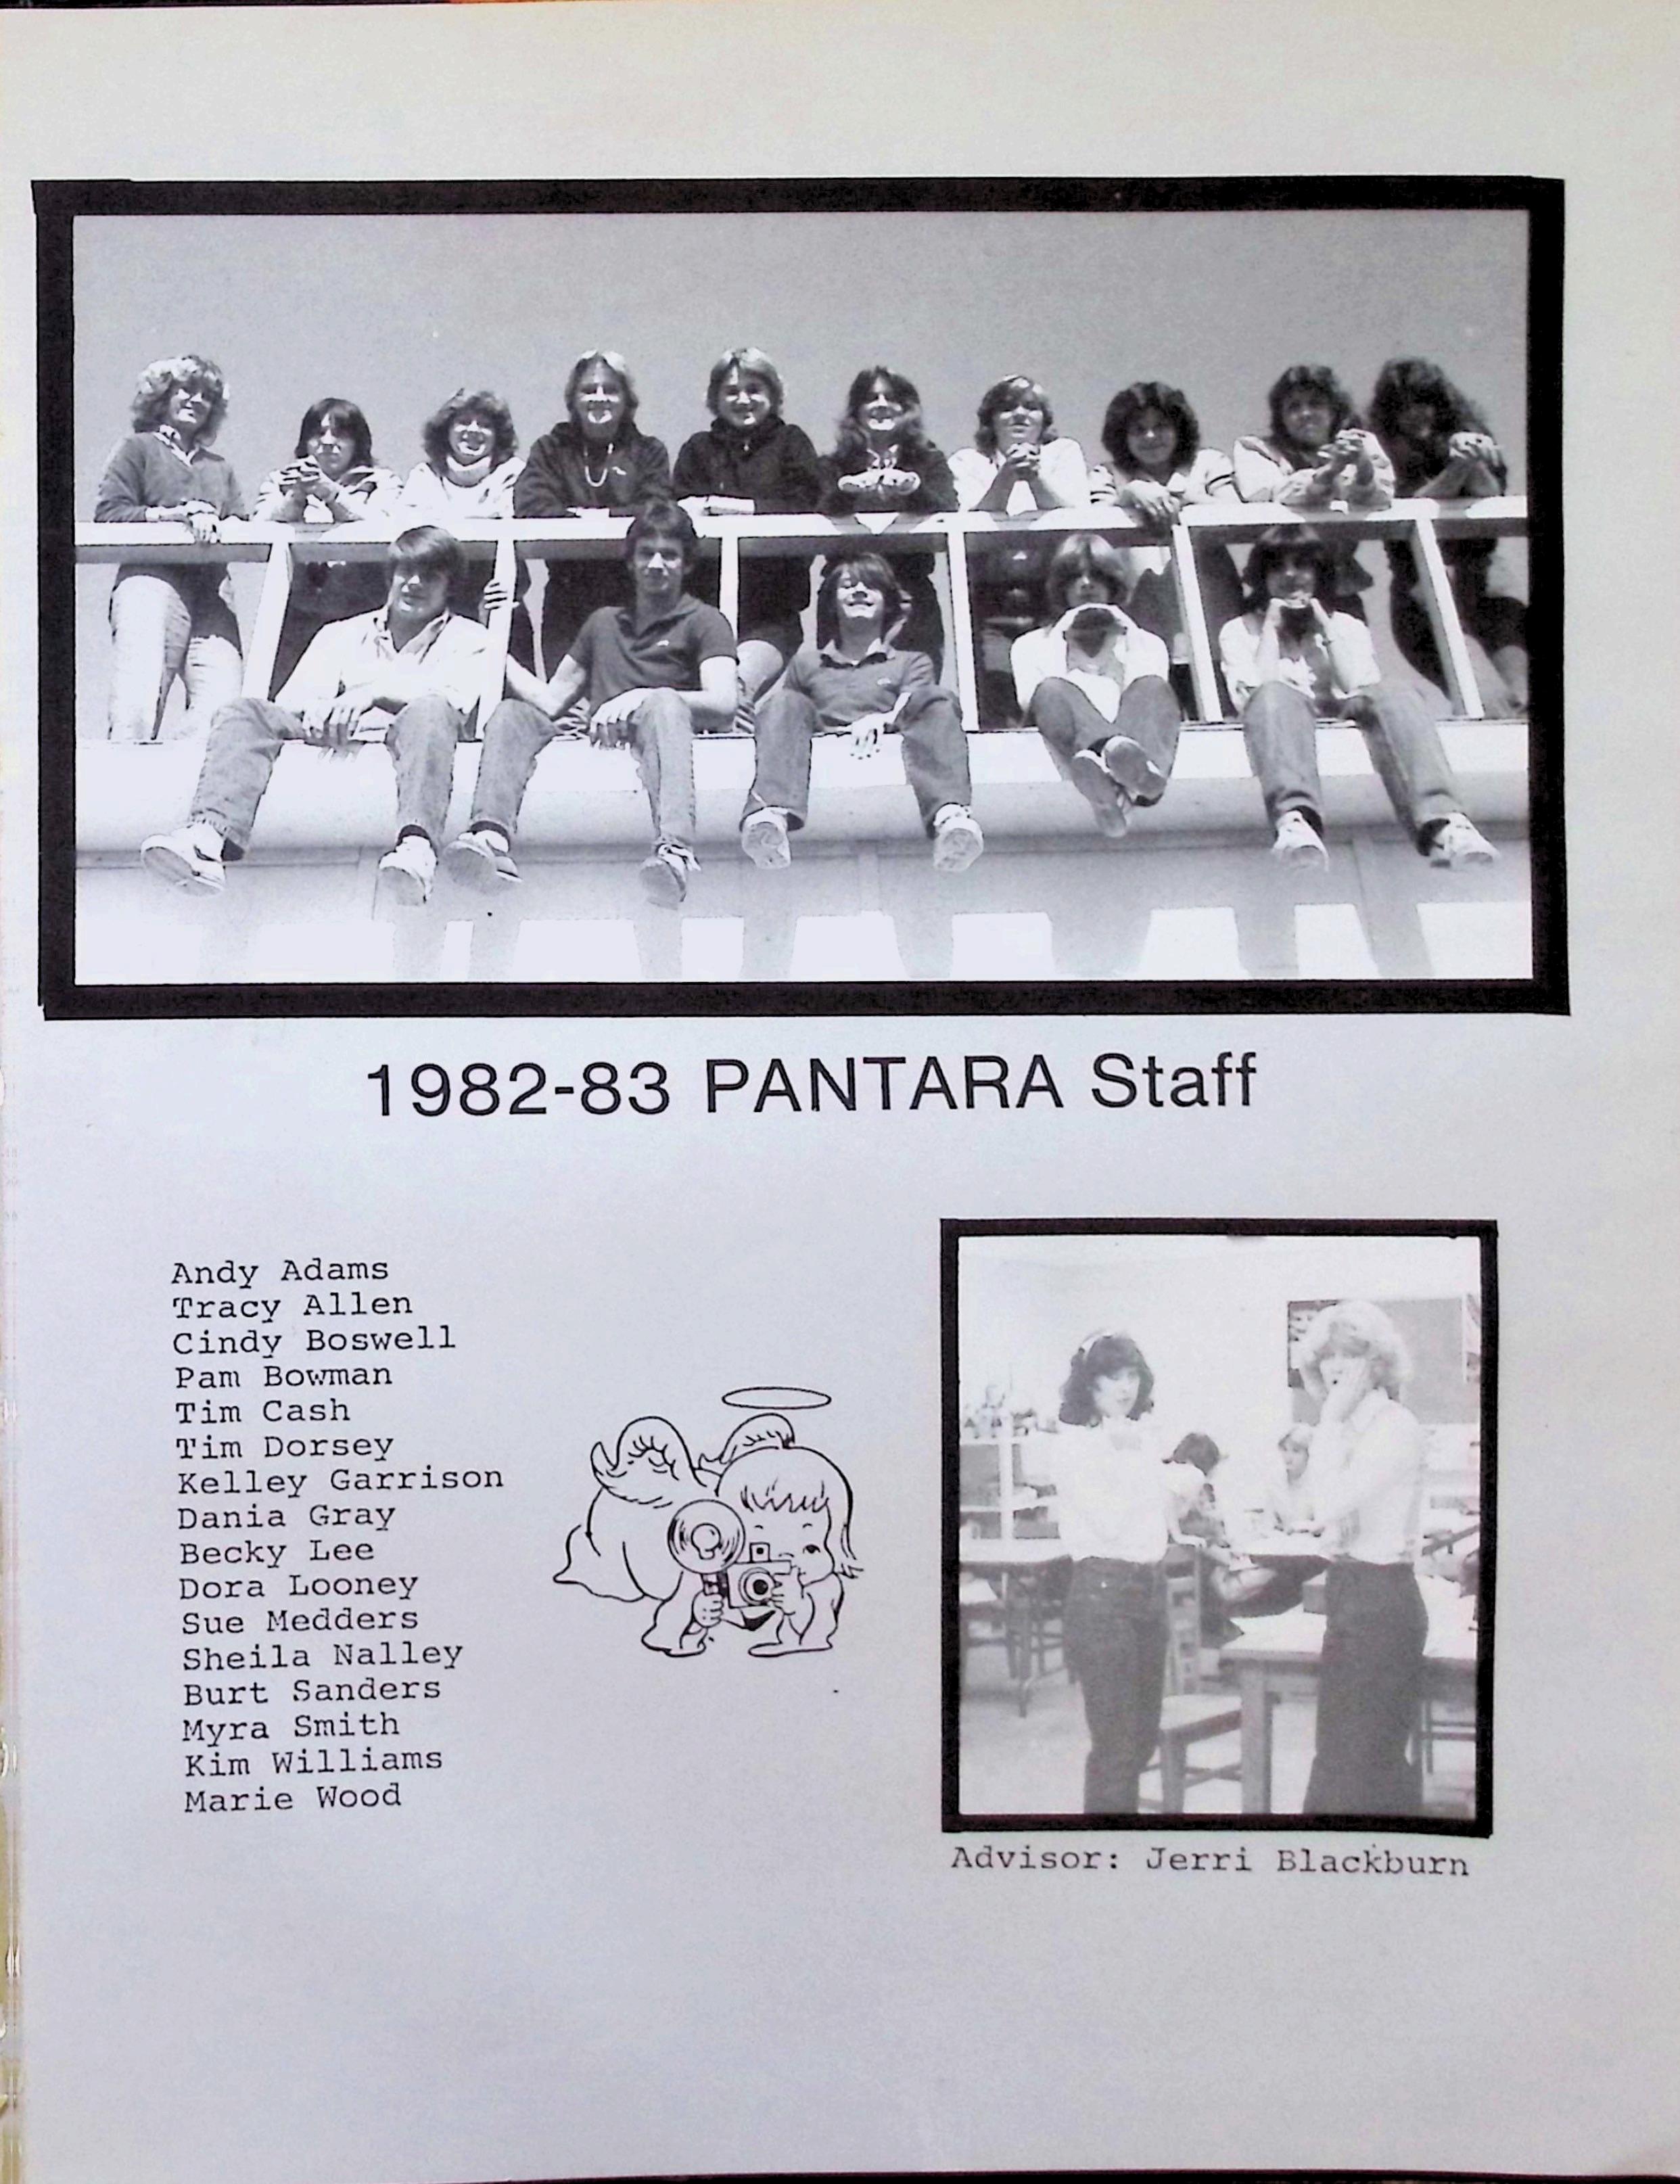 1982-83 PANTARA Staff
Andy Adams
Tracy Allen
Cindy Boswell
Pam Bowman
Tim Cash
Tim Dorsey
Kelley Garrison
Dania Gray
Becky Lee
Dora Looney
Sue Medders
Sheila Nalley
Burt Sanders
Myra Smith
Kim Williams
Marie Wood
Advisor: Jerri Blackburn